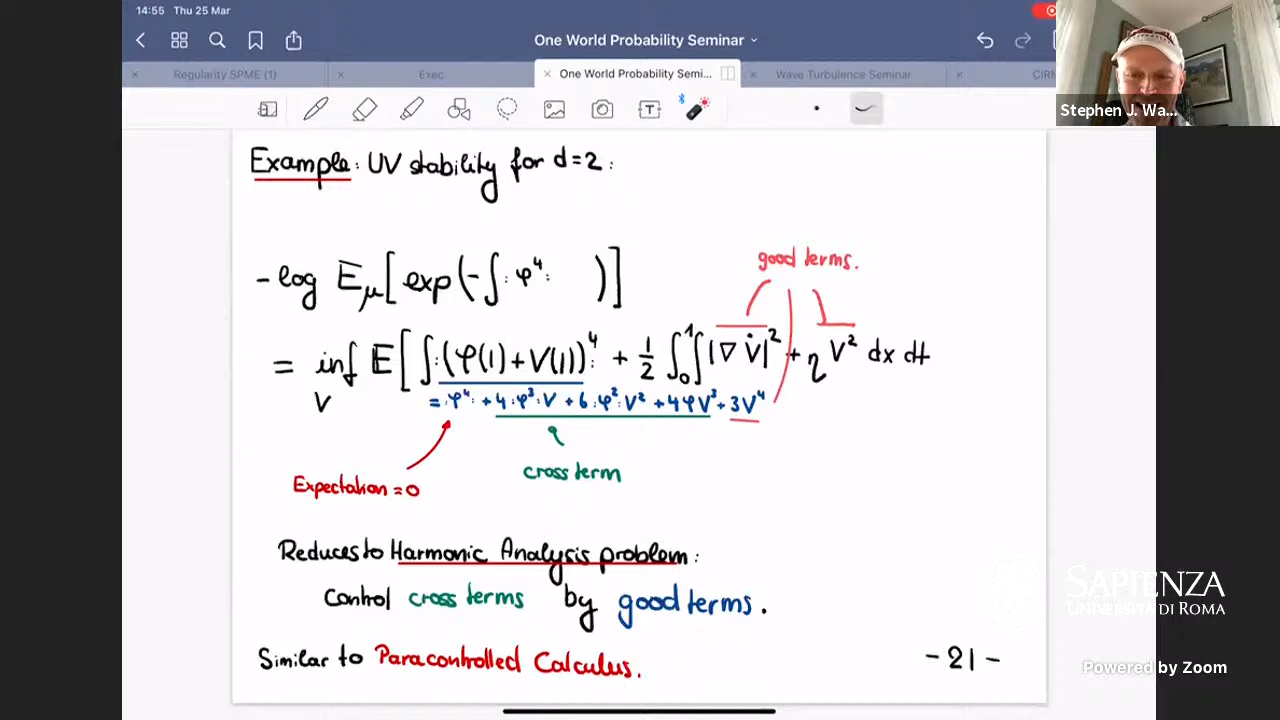 14:55 Thu 25 Mar
One World Probability Seminar
Regularity SPME (1)
Exec
One World Probability Semi...
Wave Turbulence Seminar
CIRM
Stephen J. Wa...
Example: UV stability for d=2:
good terms.
-log E_μ[exp(-∫:φ⁴: )]
= inf_V E[∫:(φ(1)+V(1))⁴: + 1/2 ∫₀¹∫|∇V̇|² + η V² dx dt
= :φ⁴: + 4:φ³:V + 6:φ²:V² + 4φV³ + 3V⁴
Expectation = 0
cross term
Reduces to Harmonic Analysis problem:
Control cross terms by good terms.
Similar to Paracontrolled Calculus.
-21-
SAPIENZA
UNIVERSITÀ DI ROMA
Powered by Zoom